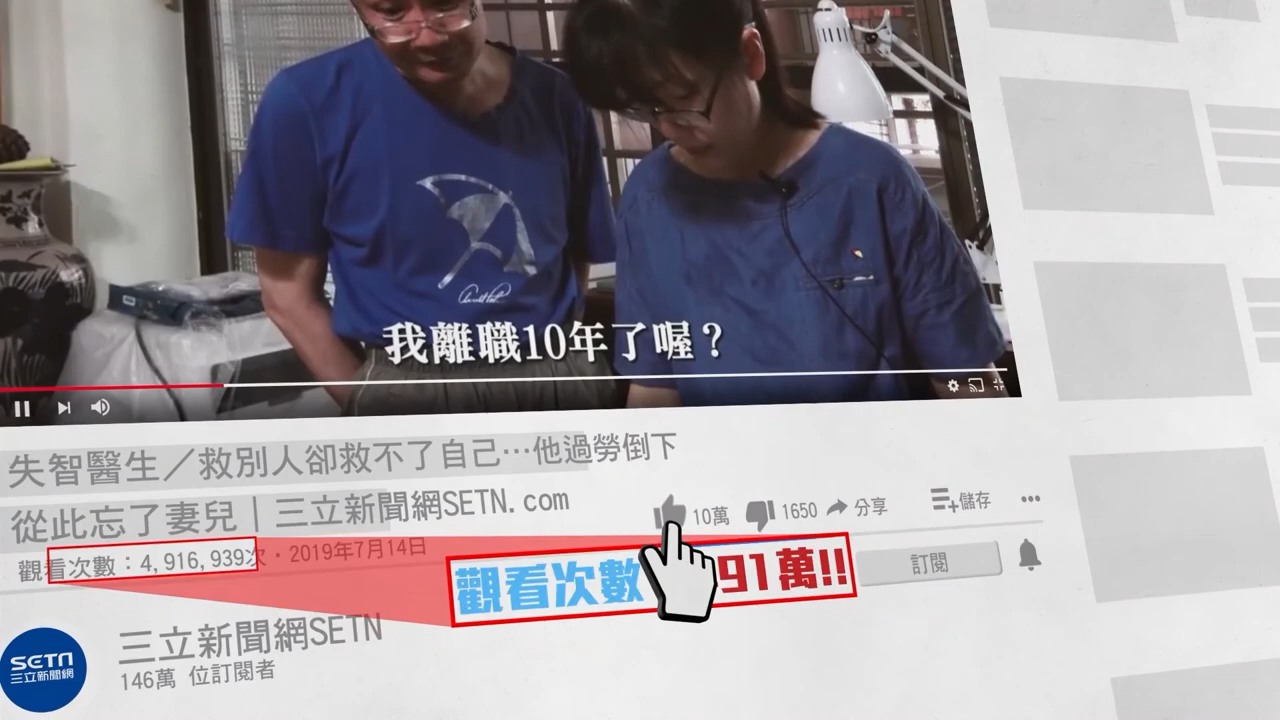 我離職10年了喔？
失智醫生／救別人卻救不了自己…他過勞倒下
從此忘了妻兒｜三立新聞網SETN.com
10萬
1650
分享
儲存
觀看次數：4,916,939次・2019年7月14日
觀看次數 91萬!!
訂閱
三立新聞網SETN
146萬 位訂閱者
SETN
三立新聞網